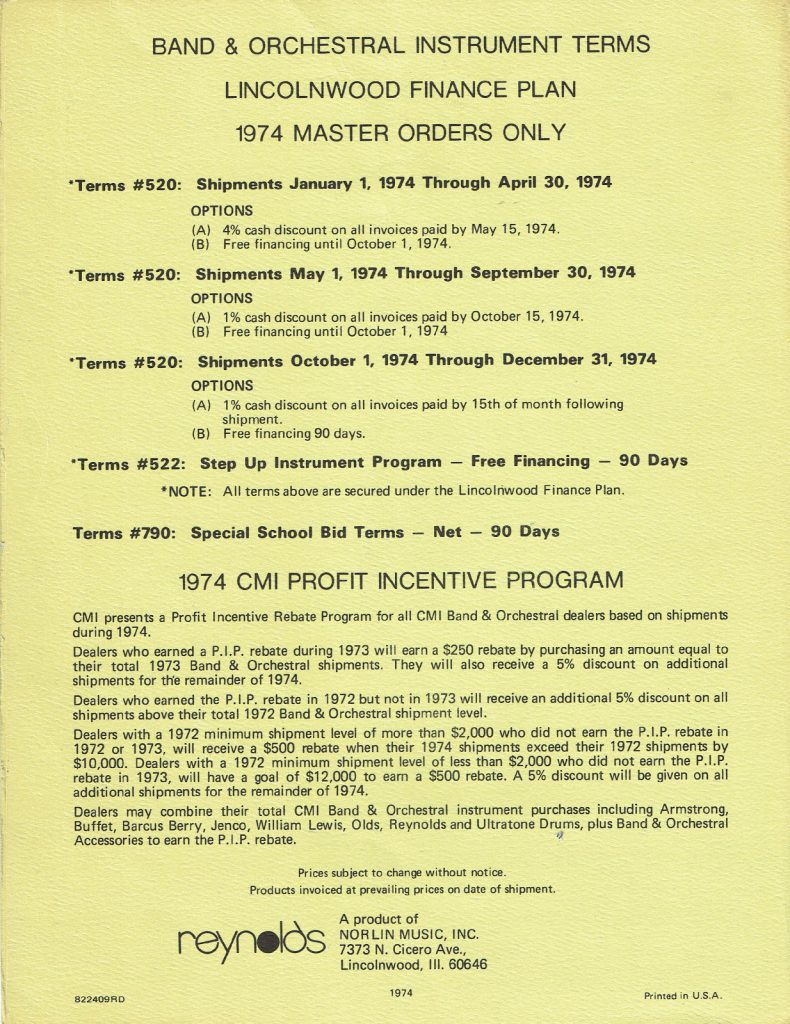 BAND & ORCHESTRAL INSTRUMENT TERMS
LINCOLNWOOD FINANCE PLAN
1974 MASTER ORDERS ONLY
*Terms #520: Shipments January 1, 1974 Through April 30, 1974
OPTIONS
(A) 4% cash discount on all invoices paid by May 15, 1974.
(B) Free financing until October 1, 1974.
*Terms #520: Shipments May 1, 1974 Through September 30, 1974
OPTIONS
(A) 1% cash discount on all invoices paid by October 15, 1974.
(B) Free financing until October 1, 1974
*Terms #520: Shipments October 1, 1974 Through December 31, 1974
OPTIONS
(A) 1% cash discount on all invoices paid by 15th of month following
shipment.
(B) Free financing 90 days.
*Terms #522: Step Up Instrument Program — Free Financing — 90 Days
*NOTE: All terms above are secured under the Lincolnwood Finance Plan.
Terms #790: Special School Bid Terms — Net — 90 Days
1974 CMI PROFIT INCENTIVE PROGRAM
CMI presents a Profit Incentive Rebate Program for all CMI Band & Orchestral dealers based on shipments
during 1974.
Dealers who earned a P.I.P. rebate during 1973 will earn a $250 rebate by purchasing an amount equal to
their total 1973 Band & Orchestral shipments. They will also receive a 5% discount on additional
shipments for the remainder of 1974.
Dealers who earned the P.I.P. rebate in 1972 but not in 1973 will receive an additional 5% discount on all
shipments above their total 1972 Band & Orchestral shipment level.
Dealers with a 1972 minimum shipment level of more than $2,000 who did not earn the P.I.P. rebate in
1972 or 1973, will receive a $500 rebate when their 1974 shipments exceed their 1972 shipments by
$10,000. Dealers with a 1972 minimum shipment level of less than $2,000 who did not earn the P.I.P.
rebate in 1973, will have a goal of $12,000 to earn a $500 rebate. A 5% discount will be given on all
additional shipments for the remainder of 1974.
Dealers may combine their total CMI Band & Orchestral instrument purchases including Armstrong,
Buffet, Barcus Berry, Jenco, William Lewis, Olds, Reynolds and Ultratone Drums, plus Band & Orchestral
Accessories to earn the P.I.P. rebate.
Prices subject to change without notice.
Products invoiced at prevailing prices on date of shipment.
reynolds
A product of
NORLIN MUSIC, INC.
7373 N. Cicero Ave.,
Lincolnwood, Ill. 60646
822409RD
1974
Printed in U.S.A.